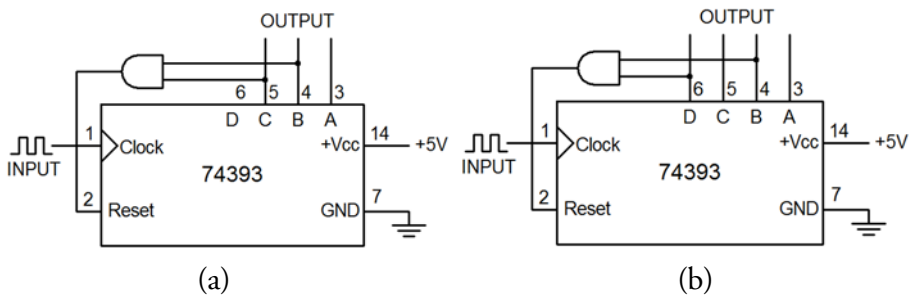 OUTPUT
6 5 4 3
D C B A
1 Clock
14 +Vcc +5V
INPUT
74393
2 Reset
7 GND
(a)
OUTPUT
6 5 4 3
D C B A
1 Clock
14 +Vcc +5V
INPUT
74393
2 Reset
7 GND
(b)